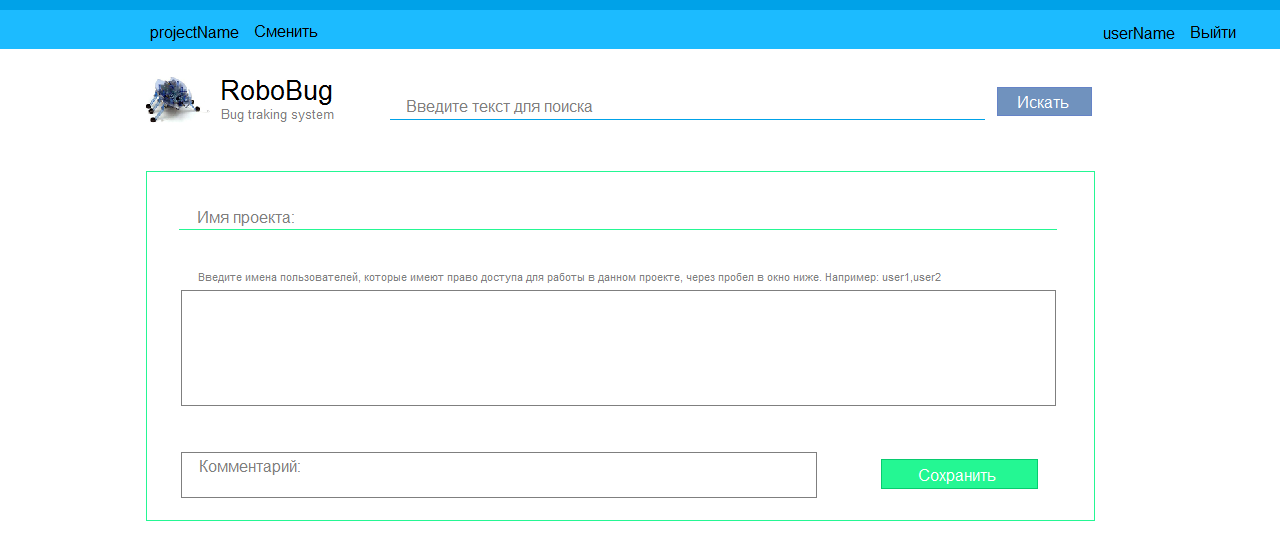 projectName Сменить userName Выйти
RoboBug
Bug traking system
Введите текст для поиска
Искать
Имя проекта:
Введите имена пользователей, которые имеют право доступа для работы в данном проекте, через пробел в окно ниже. Например: user1,user2
Комментарий:
Сохранить